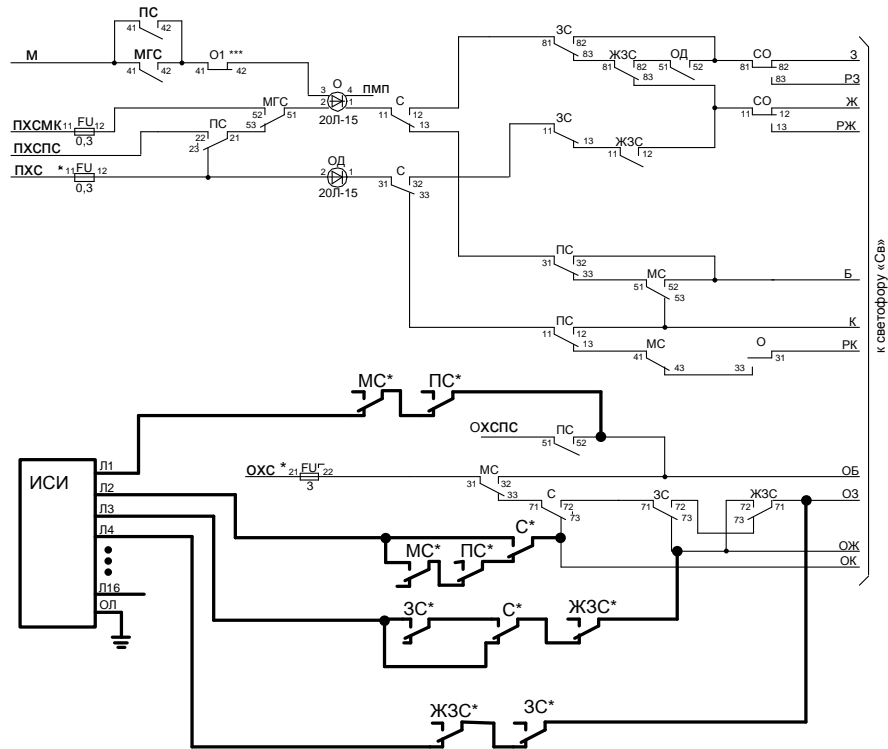 ПС
41 42
М
МГС
41 42
О1 ***
41 42
О
3 4
ПМП
2 1
20Л-15
МГС
52 51
53
ПХСМК 11 FU 12
0,3
ПС
22 21
23
ПХСПС
ПХС * 11 FU 12
0,3
ОД
2 1
20Л-15
С
11 12
13
С
31 32
33
ЗС
81 82
83
ЖЗС
81 82
83
ОД
51 52
СО
81 82
83
З
РЗ
СО
11 12
13
Ж
РЖ
ЗС
11 13
ЖЗС
11 12
ПС
31 32
33
МС
51 52
53
Б
ПС
11 12
13
К
МС
41 43
О
33 31
РК
к светофору «Св»
МС*
ПС*
ОХСПС
ПС
51 52
ОХС * 21 FU 22
3
МС
31 32
33
ОБ
С
71 72
73
ЗС
71 72
73
ЖЗС
72 71
73
ОЗ
ОЖ
ОК
ИСИ
Л1
Л2
Л3
Л4
Л16
ОЛ
С*
МС*
ПС*
ЗС*
С*
ЖЗС*
ЖЗС*
ЗС*